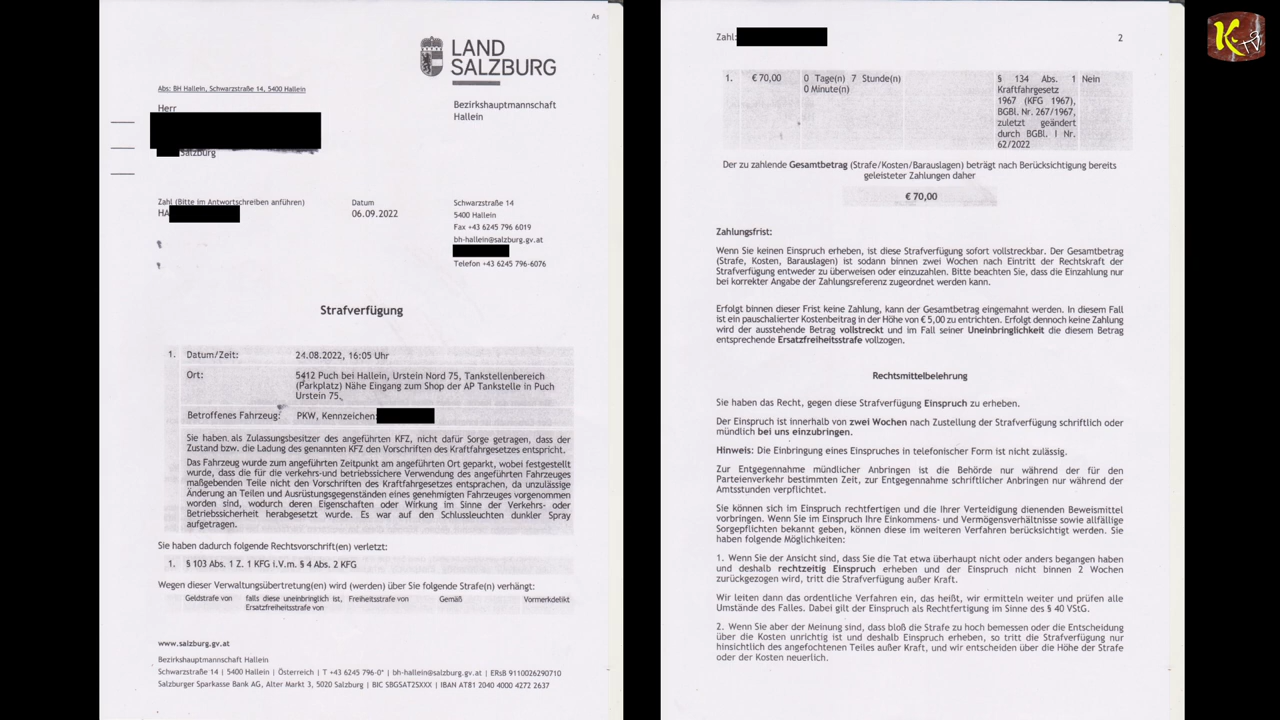 As
LAND
SALZBURG
Abs: BH Hallein, Schwarzstraße 14, 5400 Hallein
Bezirkshauptmannschaft
Hallein
Herr
Salzburg
Zahl (Bitte im Antwortschreiben anführen)
HA
Datum
06.09.2022
Schwarzstraße 14
5400 Hallein
Fax +43 6245 796 6019
bh-hallein@salzburg.gv.at
Telefon +43 6245 796-6076
Strafverfügung
1. Datum/Zeit: 24.08.2022, 16:05 Uhr
Ort: 5412 Puch bei Hallein, Urstein Nord 75, Tankstellenbereich
(Parkplatz) Nähe Eingang zum Shop der AP Tankstelle in Puch
Urstein 75,
Betroffenes Fahrzeug: PKW, Kennzeichen:
Sie haben als Zulassungsbesitzer des angeführten KFZ, nicht dafür Sorge getragen, dass der
Zustand bzw. die Ladung des genannten KFZ den Vorschriften des Kraftfahrgesetzes entspricht.
Das Fahrzeug wurde zum angeführten Zeitpunkt am angeführten Ort geparkt, wobei festgestellt
wurde, dass die für die verkehrs-und betriebssichere Verwendung des angeführten Fahrzeuges
maßgebenden Teile nicht den Vorschriften des Kraftfahrgesetzes entsprachen, da unzulässige
Änderung an Teilen und Ausrüstungsgegenständen eines genehmigten Fahrzeuges vorgenommen
worden sind, wodurch deren Eigenschaften oder Wirkung im Sinne der Verkehrs- oder
Betriebssicherheit herabgesetzt wurde. Es war auf den Schlussleuchten dunkler Spray
aufgetragen.
Sie haben dadurch folgende Rechtsvorschrift(en) verletzt:
1. § 103 Abs. 1 Z. 1 KFG i.V.m. § 4 Abs. 2 KFG
Wegen dieser Verwaltungsübertretung(en) wird (werden) über Sie folgende Strafe(n) verhängt:
Geldstrafe von falls diese uneinbringlich ist, Freiheitsstrafe von Gemäß Vormerkdelikt
Ersatzfreiheitsstrafe von
www.salzburg.gv.at
Bezirkshauptmannschaft Hallein
Schwarzstraße 14 | 5400 Hallein | Österreich | T +43 6245 796-0* | bh-hallein@salzburg.gv.at | ERsB 9110026290710
Salzburger Sparkasse Bank AG, Alter Markt 3, 5020 Salzburg | BIC SBGSAT2SXXX | IBAN AT81 2040 4000 4272 2637
Zahl:
2
1. € 70,00 0 Tage(n) 7 Stunde(n) § 134 Abs. 1 Nein
0 Minute(n) Kraftfahrgesetz
1967 (KFG 1967),
BGBl. Nr. 267/1967,
zuletzt geändert
durch BGBl. I Nr.
62/2022
Der zu zahlende Gesamtbetrag (Strafe/Kosten/Barauslagen) beträgt nach Berücksichtigung bereits
geleisteter Zahlungen daher
€ 70,00
Zahlungsfrist:
Wenn Sie keinen Einspruch erheben, ist diese Strafverfügung sofort vollstreckbar. Der Gesamtbetrag
(Strafe, Kosten, Barauslagen) ist sodann binnen zwei Wochen nach Eintritt der Rechtskraft der
Strafverfügung entweder zu überweisen oder einzuzahlen. Bitte beachten Sie, dass die Einzahlung nur
bei korrekter Angabe der Zahlungsreferenz zugeordnet werden kann.
Erfolgt binnen dieser Frist keine Zahlung, kann der Gesamtbetrag eingemahnt werden. In diesem Fall
ist ein pauschalierter Kostenbeitrag in der Höhe von € 5,00 zu entrichten. Erfolgt dennoch keine Zahlung
wird der ausstehende Betrag vollstreckt und im Fall seiner Uneinbringlichkeit die diesem Betrag
entsprechende Ersatzfreiheitsstrafe vollzogen.
Rechtsmittelbelehrung
Sie haben das Recht, gegen diese Strafverfügung Einspruch zu erheben.
Der Einspruch ist innerhalb von zwei Wochen nach Zustellung der Strafverfügung schriftlich oder
mündlich bei uns einzubringen.
Hinweis: Die Einbringung eines Einspruches in telefonischer Form ist nicht zulässig.
Zur Entgegennahme mündlicher Anbringen ist die Behörde nur während der für den
Parteienverkehr bestimmten Zeit, zur Entgegennahme schriftlicher Anbringen nur während der
Amtsstunden verpflichtet.
Sie können sich im Einspruch rechtfertigen und die Ihrer Verteidigung dienenden Beweismittel
vorbringen. Wenn Sie im Einspruch Ihre Einkommens- und Vermögensverhältnisse sowie allfällige
Sorgepflichten bekannt geben, können diese im weiteren Verfahren berücksichtigt werden. Sie
haben folgende Möglichkeiten:
1. Wenn Sie der Ansicht sind, dass Sie die Tat etwa überhaupt nicht oder anders begangen haben
und deshalb rechtzeitig Einspruch erheben und der Einspruch nicht binnen 2 Wochen
zurückgezogen wird, tritt die Strafverfügung außer Kraft.
Wir leiten dann das ordentliche Verfahren ein, das heißt, wir ermitteln weiter und prüfen alle
Umstände des Falles. Dabei gilt der Einspruch als Rechtfertigung im Sinne des § 40 VStG.
2. Wenn Sie aber der Meinung sind, dass bloß die Strafe zu hoch bemessen oder die Entscheidung
über die Kosten unrichtig ist und deshalb Einspruch erheben, so tritt die Strafverfügung nur
hinsichtlich des angefochtenen Teiles außer Kraft, und wir entscheiden über die Höhe der Strafe
oder der Kosten neuerlich.
K TV